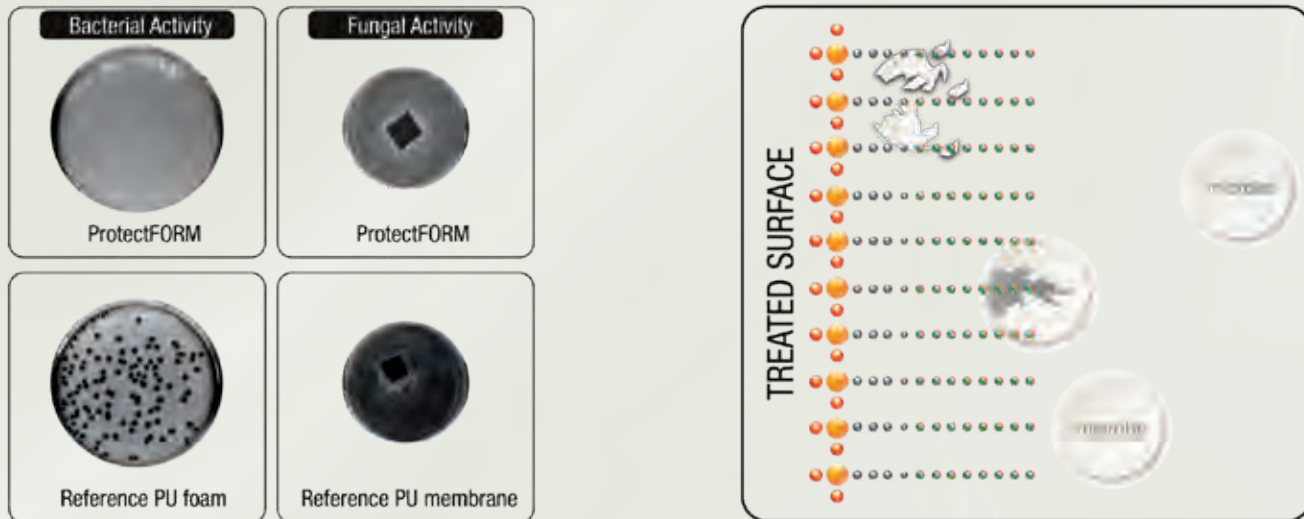 Bacterial Activity
Fungal Activity
ProtectFORM
ProtectFORM
Reference PU foam
Reference PU membrane
TREATED SURFACE